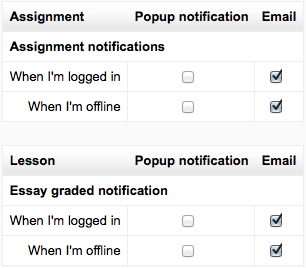 Assignment Popup notification Email
Assignment notifications
When I'm logged in
When I'm offline
Lesson Popup notification Email
Essay graded notification
When I'm logged in
When I'm offline